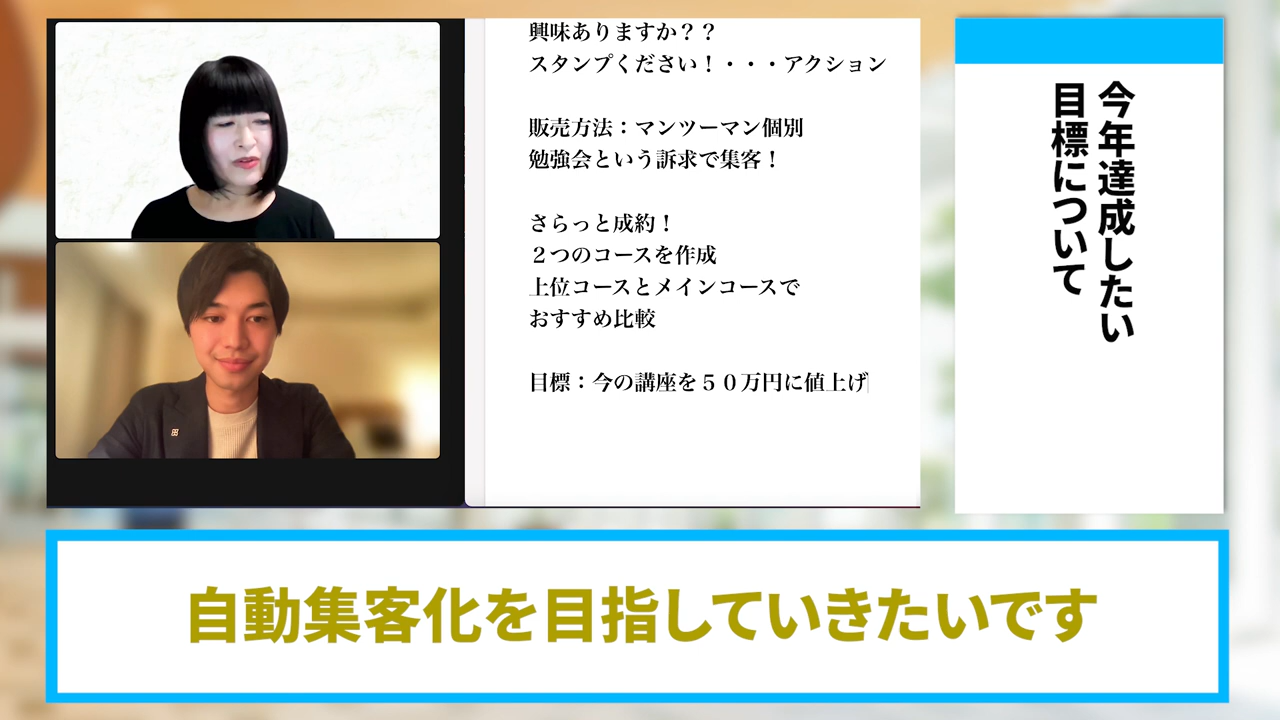 興味ありますか？？
スタンプください！・・・アクション
販売方法：マンツーマン個別
勉強会という訴求で集客！
さらっと成約！
２つのコースを作成
上位コースとメインコースで
おすすめ比較
目標：今の講座を５０万円に値上げ
今年達成したい
目標について
自動集客化を目指していきたいです